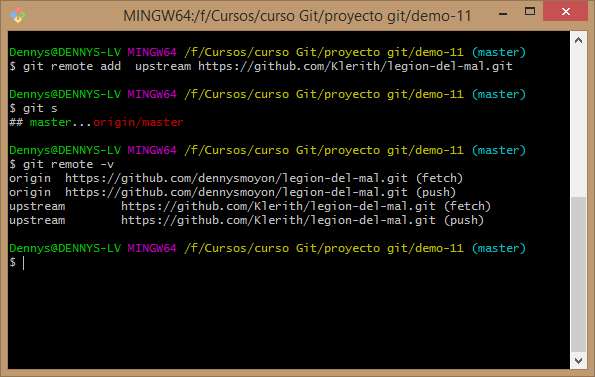 MINGW64:/f/Cursos/curso Git/proyecto git/demo-11
Dennys@DENNYS-LV MINGW64 /f/Cursos/curso Git/proyecto git/demo-11 (master)
$ git remote add  upstream https://github.com/Klerith/legion-del-mal.git
Dennys@DENNYS-LV MINGW64 /f/Cursos/curso Git/proyecto git/demo-11 (master)
$ git s
## master...origin/master
Dennys@DENNYS-LV MINGW64 /f/Cursos/curso Git/proyecto git/demo-11 (master)
$ git remote -v
origin  https://github.com/dennysmoyon/legion-del-mal.git (fetch)
origin  https://github.com/dennysmoyon/legion-del-mal.git (push)
upstream        https://github.com/Klerith/legion-del-mal.git (fetch)
upstream        https://github.com/Klerith/legion-del-mal.git (push)
Dennys@DENNYS-LV MINGW64 /f/Cursos/curso Git/proyecto git/demo-11 (master)
$